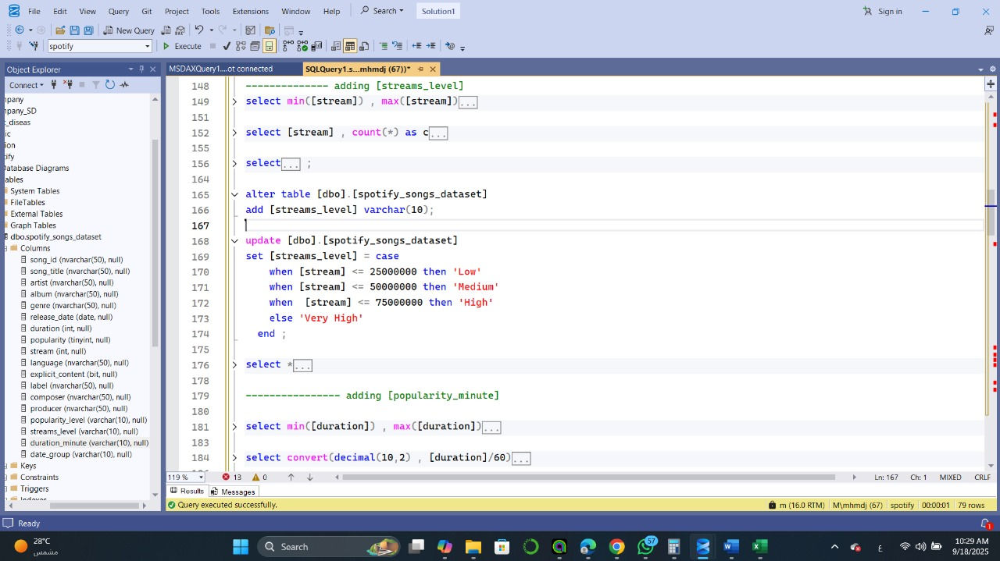 File Edit View Query Git Project Tools Extensions Window Help Search Solution1 Sign in
New Query
spotify Execute
Object Explorer
MSDAXQuery1....ot connected SQLQuery1.s...mhmdj (67))*
Connect
mpany
mpany_SD
t_diseas
ic
ion
ify
Database Diagrams
ables
System Tables
FileTables
External Tables
Graph Tables
dbo.spotify_songs_dataset
Columns
song_id (nvarchar(50), null)
song_title (nvarchar(50), null)
artist (nvarchar(50), null)
album (nvarchar(50), null)
genre (nvarchar(50), null)
release_date (date, null)
duration (int, null)
popularity (tinyint, null)
stream (int, null)
language (nvarchar(50), null)
explicit_content (bit, null)
label (nvarchar(50), null)
composer (nvarchar(50), null)
producer (nvarchar(50), null)
popularity_level (varchar(10), null)
streams_level (varchar(10), null)
duration_minute (varchar(10), null)
date_group (varchar(10), null)
Keys
Constraints
Triggers
Indexes
148 -------------- adding [streams_level]
149 select min([stream]) , max([stream])...
151
152 select [stream] , count(*) as c...
155
156 select... ;
164
165 alter table [dbo].[spotify_songs_dataset]
166 add [streams_level] varchar(10);
167
168 update [dbo].[spotify_songs_dataset]
169 set [streams_level] = case
170 when [stream] <= 25000000 then 'Low'
171 when [stream] <= 50000000 then 'Medium'
172 when [stream] <= 75000000 then 'High'
173 else 'Very High'
174 end ;
175
176 select *...
178
179 ---------------- adding [popularity_minute]
180
181 select min([duration]) , max([duration])...
183
184 select convert(decimal(10,2) , [duration]/60)...
119 % 13 0 Ln: 167 Ch: 1 MIXED CRLF
Results Messages
Query executed successfully. m (16.0 RTM) M\mhmdj (67) spotify 00:00:01 79 rows
Ready 1
28°C
مشمس
Search
57
ع
10:29 AM
9/18/2025